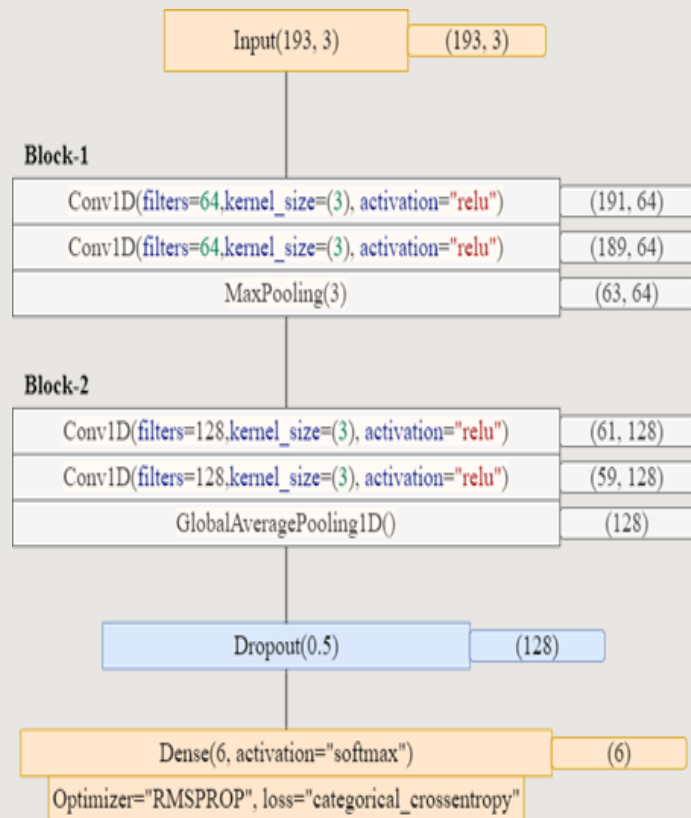 Input(193, 3) (193, 3)
Block-1
Conv1D(filters=64,kernel_size=(3), activation="relu") (191, 64)
Conv1D(filters=64,kernel_size=(3), activation="relu") (189, 64)
MaxPooling(3) (63, 64)
Block-2
Conv1D(filters=128,kernel_size=(3), activation="relu") (61, 128)
Conv1D(filters=128,kernel_size=(3), activation="relu") (59, 128)
GlobalAveragePooling1D() (128)
Dropout(0.5) (128)
Dense(6, activation="softmax") (6)
Optimizer="RMSPROP", loss="categorical_crossentropy"